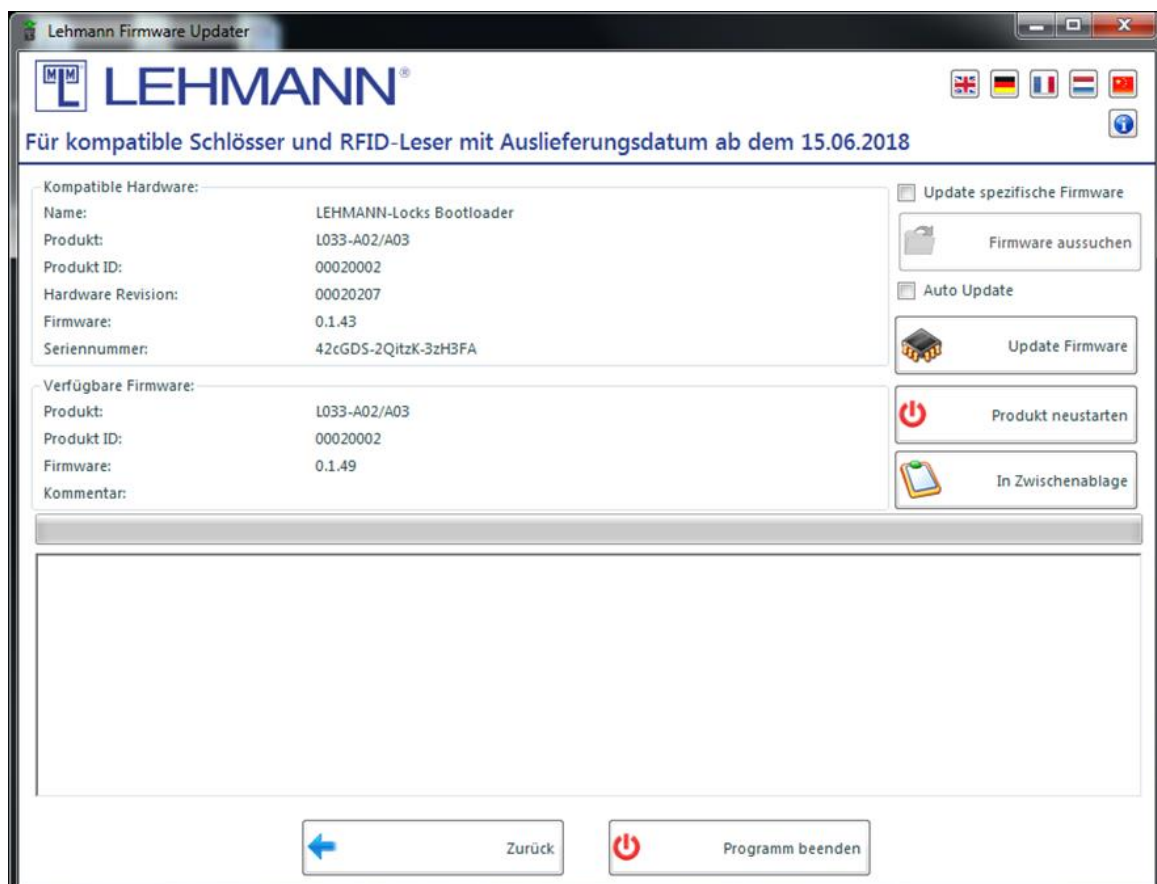 Lehmann Firmware Updater
MLM LEHMANN®
Für kompatible Schlösser und RFID-Leser mit Auslieferungsdatum ab dem 15.06.2018
Kompatible Hardware:
Name: LEHMANN-Locks Bootloader
Produkt: L033-A02/A03
Produkt ID: 00020002
Hardware Revision: 00020207
Firmware: 0.1.43
Seriennummer: 42cGDS-2QitzK-3zH3FA
Verfügbare Firmware:
Produkt: L033-A02/A03
Produkt ID: 00020002
Firmware: 0.1.49
Kommentar:
Update spezifische Firmware
Firmware aussuchen
Auto Update
Update Firmware
Produkt neustarten
In Zwischenablage
Zurück
Programm beenden